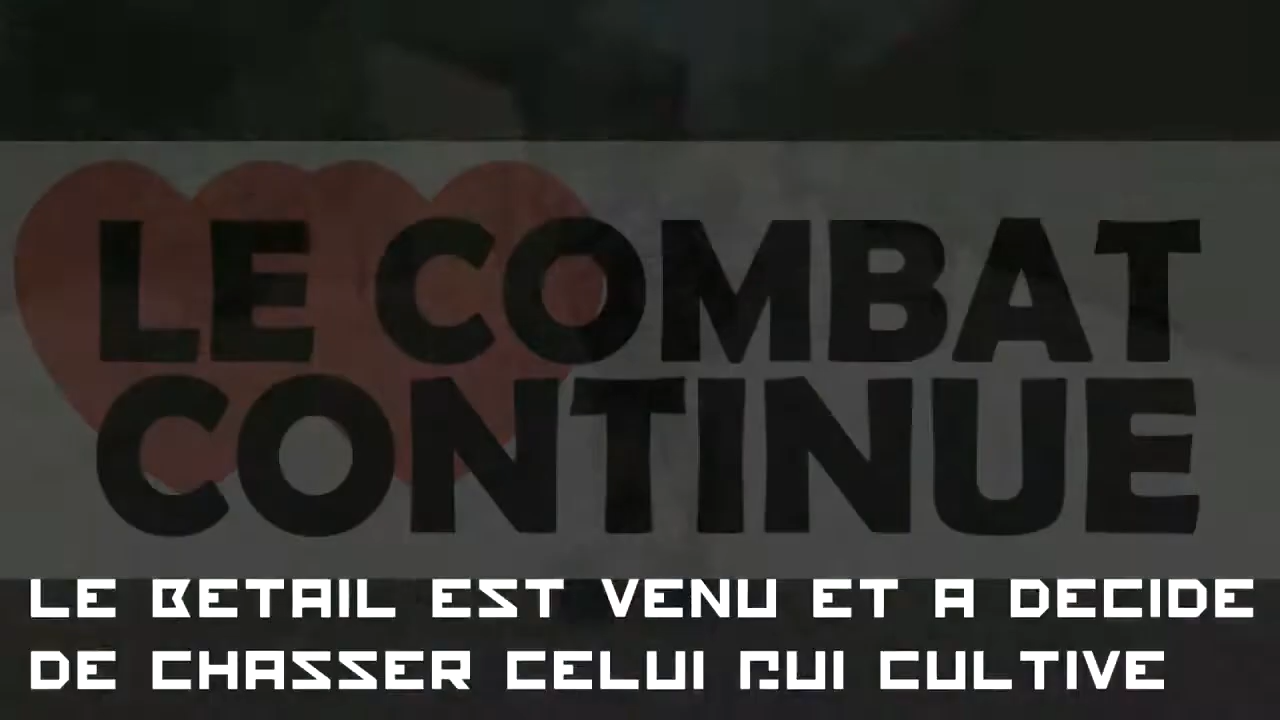 LE COMBAT
CONTINUE
LE BETAIL EST VENU ET A DECIDE
DE CHASSER CELUI QUI CULTIVE